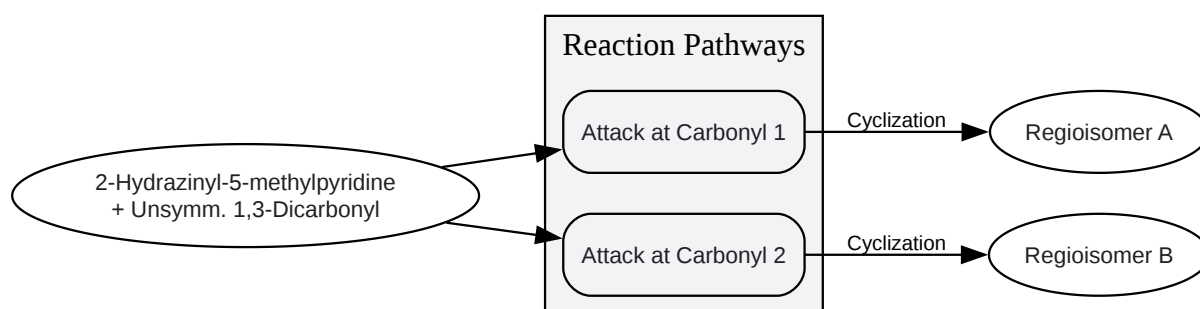 Reaction Pathways
2-Hydrazinyl-5-methylpyridine
+ Unsymm. 1,3-Dicarbonyl
Attack at Carbonyl 1
Cyclization
Regioisomer A
Attack at Carbonyl 2
Cyclization
Regioisomer B